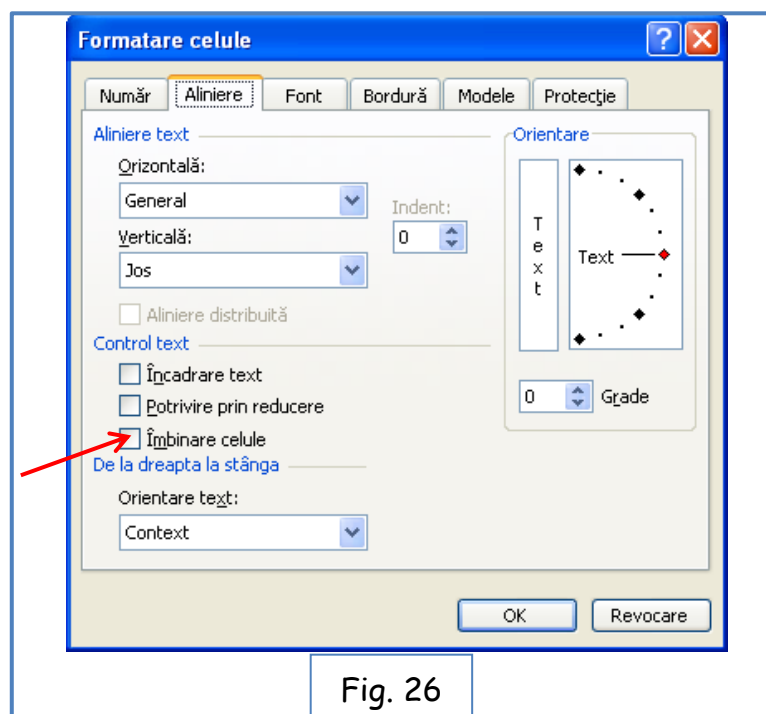 Formatare celule
Număr Aliniere Font Bordură Modele Protecţie
Aliniere text
Orizontală:
General
Indent:
0
Verticală:
Jos
Aliniere distribuită
Control text
Încadrare text
Potrivire prin reducere
Îmbinare celule
De la dreapta la stânga
Orientare text:
Context
Orientare
T
e
x
t
Text
0 Grade
OK Revocare
Fig. 26